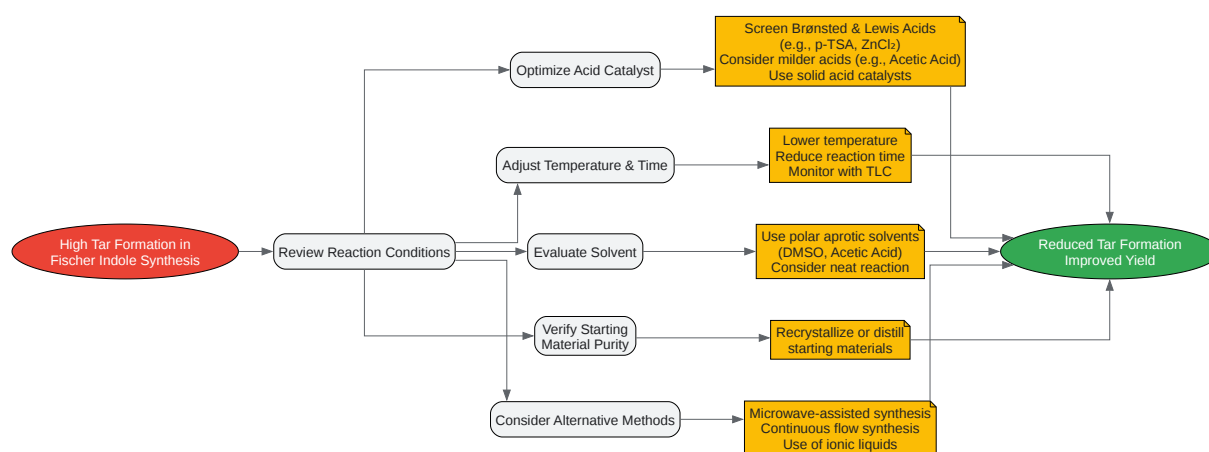 High Tar Formation in
Fischer Indole Synthesis
Review Reaction Conditions
Optimize Acid Catalyst
Screen Brønsted & Lewis Acids
(e.g., p-TSA, ZnCl₂)
Consider milder acids (e.g., Acetic Acid)
Use solid acid catalysts
Adjust Temperature & Time
Lower temperature
Reduce reaction time
Monitor with TLC
Evaluate Solvent
Use polar aprotic solvents
(DMSO, Acetic Acid)
Consider neat reaction
Verify Starting
Material Purity
Recrystallize or distill
starting materials
Consider Alternative Methods
Microwave-assisted synthesis
Continuous flow synthesis
Use of ionic liquids
Reduced Tar Formation
Improved Yield